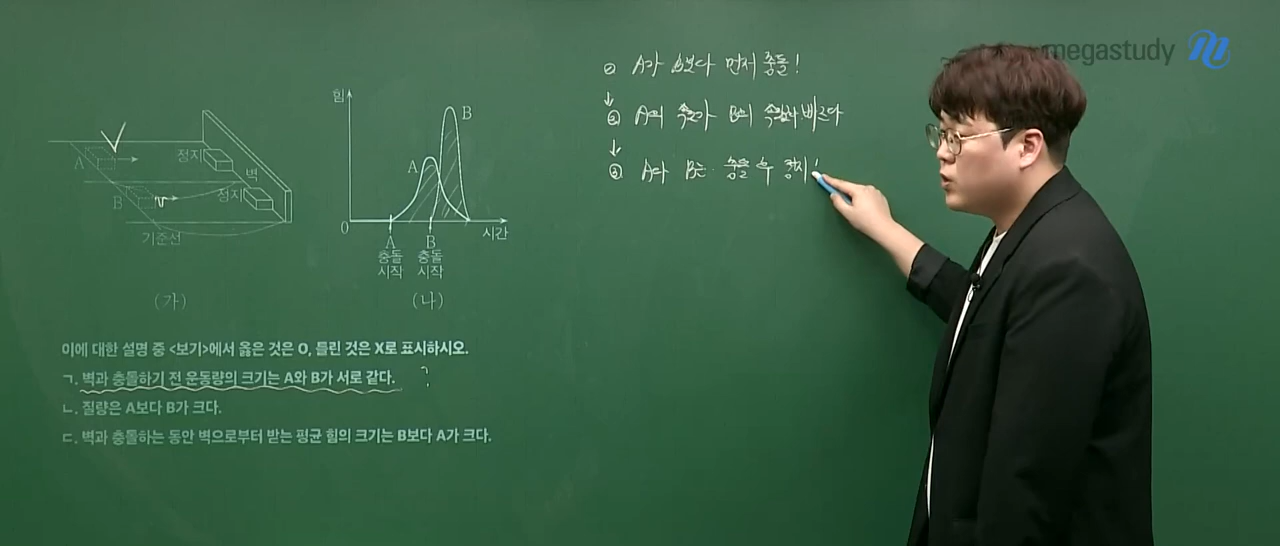 megastudy
① A가 B보다 먼저 충돌!
② A의 속도가 B의 속도보다 빠르다
③ A와 B는 충돌 후 정지!
A
정지
벽
B
정지
기준선
(가)
힘
A
B
0
시간
A
충돌
시작
B
충돌
시작
(나)
이에 대한 설명 중 <보기>에서 옳은 것은 O, 틀린 것은 X로 표시하시오.
ㄱ. 벽과 충돌하기 전 운동량의 크기는 A와 B가 서로 같다. ?
ㄴ. 질량은 A보다 B가 크다.
ㄷ. 벽과 충돌하는 동안 벽으로부터 받는 평균 힘의 크기는 B보다 A가 크다.